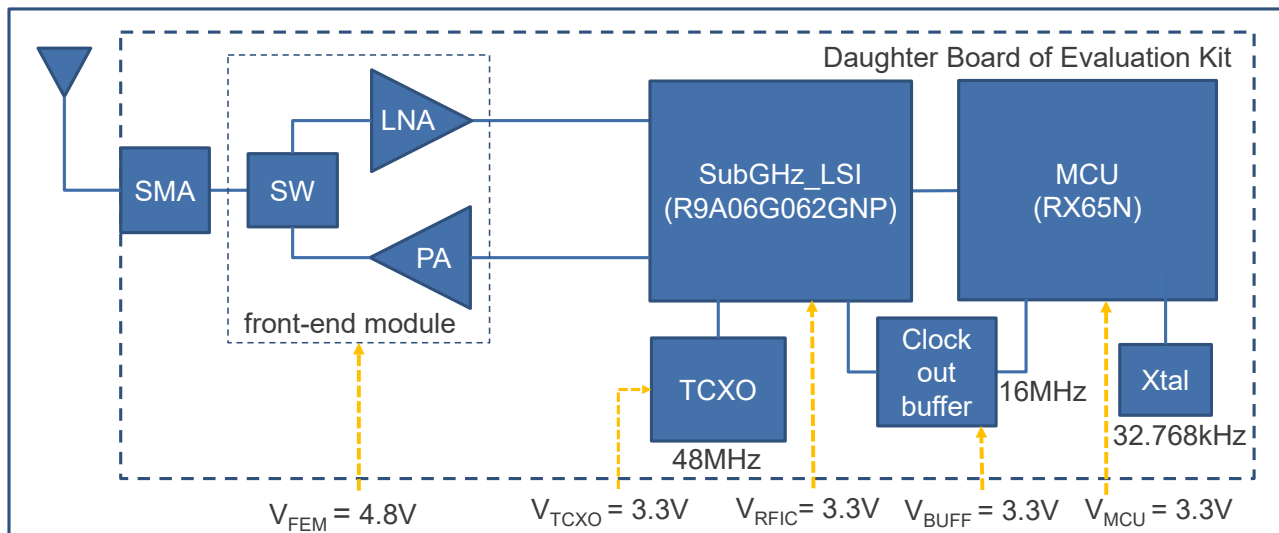 Daughter Board of Evaluation Kit
LNA
SMA
SW
PA
front-end module
SubGHz_LSI
(R9A06G062GNP)
MCU
(RX65N)
TCXO
48MHz
Clock
out
buffer
16MHz
Xtal
32.768kHz
VFEM = 4.8V
VTCXO = 3.3V
VRFIC = 3.3V
VBUFF = 3.3V
VMCU = 3.3V